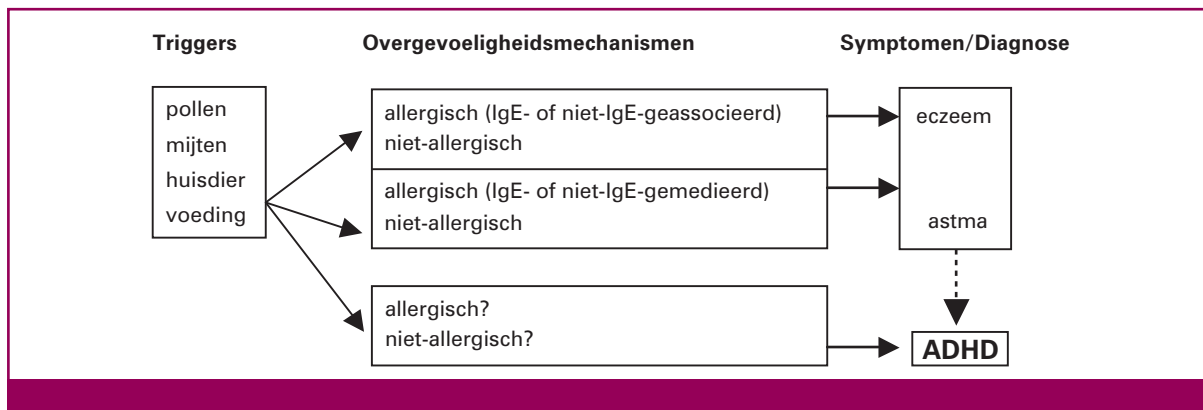 Triggers
Overgevoeligheidsmechanismen
Symptomen/Diagnose
pollen
mijten
huisdier
voeding
allergisch (IgE- of niet-IgE-geassocieerd)
niet-allergisch
allergisch (IgE- of niet-IgE-gemedieerd)
niet-allergisch
allergisch?
niet-allergisch?
eczeem
astma
ADHD